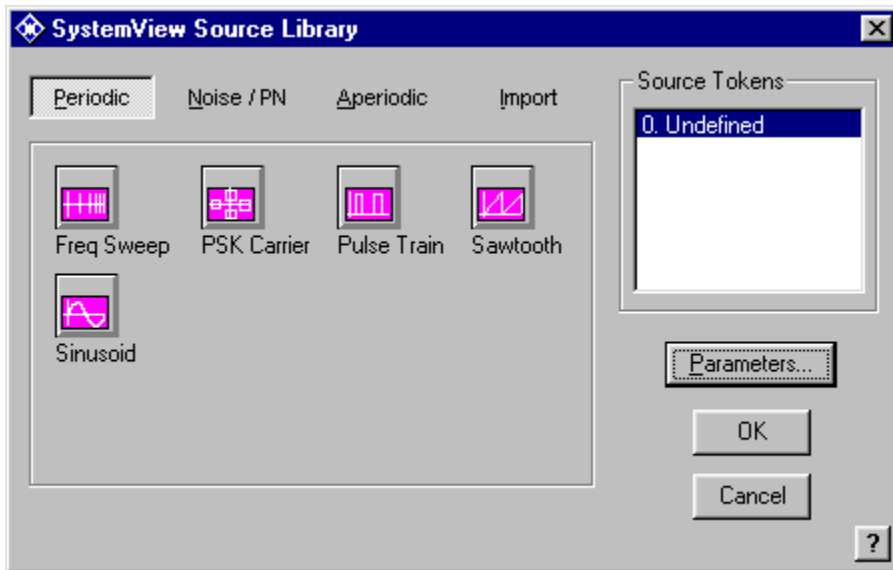 SystemView Source Library
Periodic Noise / PN Aperiodic Import
Source Tokens
0. Undefined
Freq Sweep PSK Carrier Pulse Train Sawtooth
Sinusoid
Parameters...
OK
Cancel
?